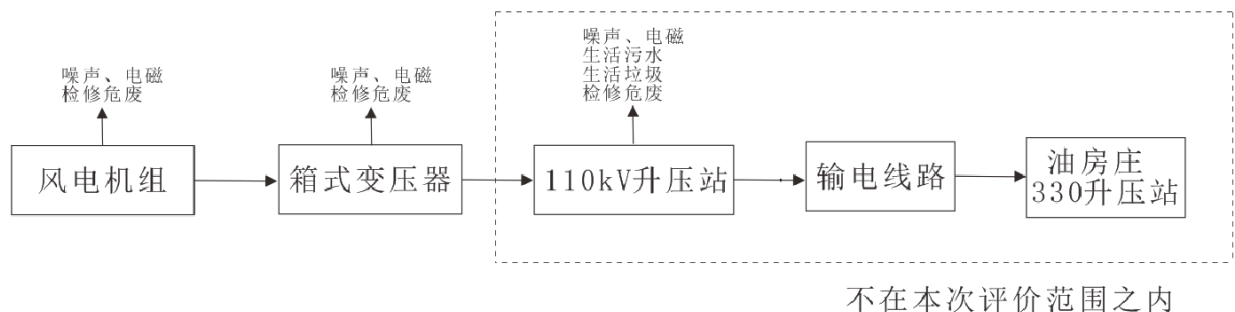 噪声、电磁
检修危废
噪声、电磁
检修危废
噪声、电磁
生活污水
生活垃圾
检修危废
风电机组
箱式变压器
110kV升压站
输电线路
油房庄
330升压站
不在本次评价范围之内